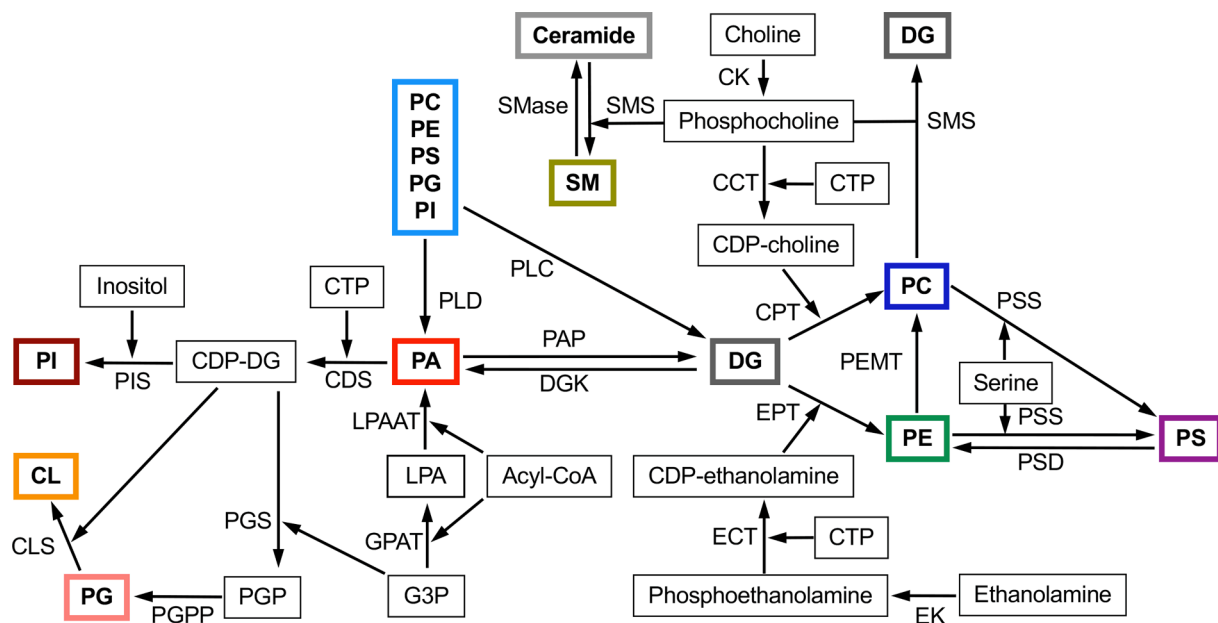 Ceramide
Choline
DG
CK
PC
PE
PS
PG
PI
SMase
SMS
Phosphocholine
SMS
SM
CCT
CTP
CDP-choline
PLC
Inositol
CTP
PLD
PC
PSS
CPT
PI
PIS
CDP-DG
CDS
PA
PAP
DGK
DG
PEMT
Serine
LPAAT
EPT
PE
PSS
PSD
PS
CL
LPA
Acyl-CoA
CDP-ethanolamine
CLS
PGS
GPAT
ECT
CTP
PG
PGPP
PGP
G3P
Phosphoethanolamine
EK
Ethanolamine